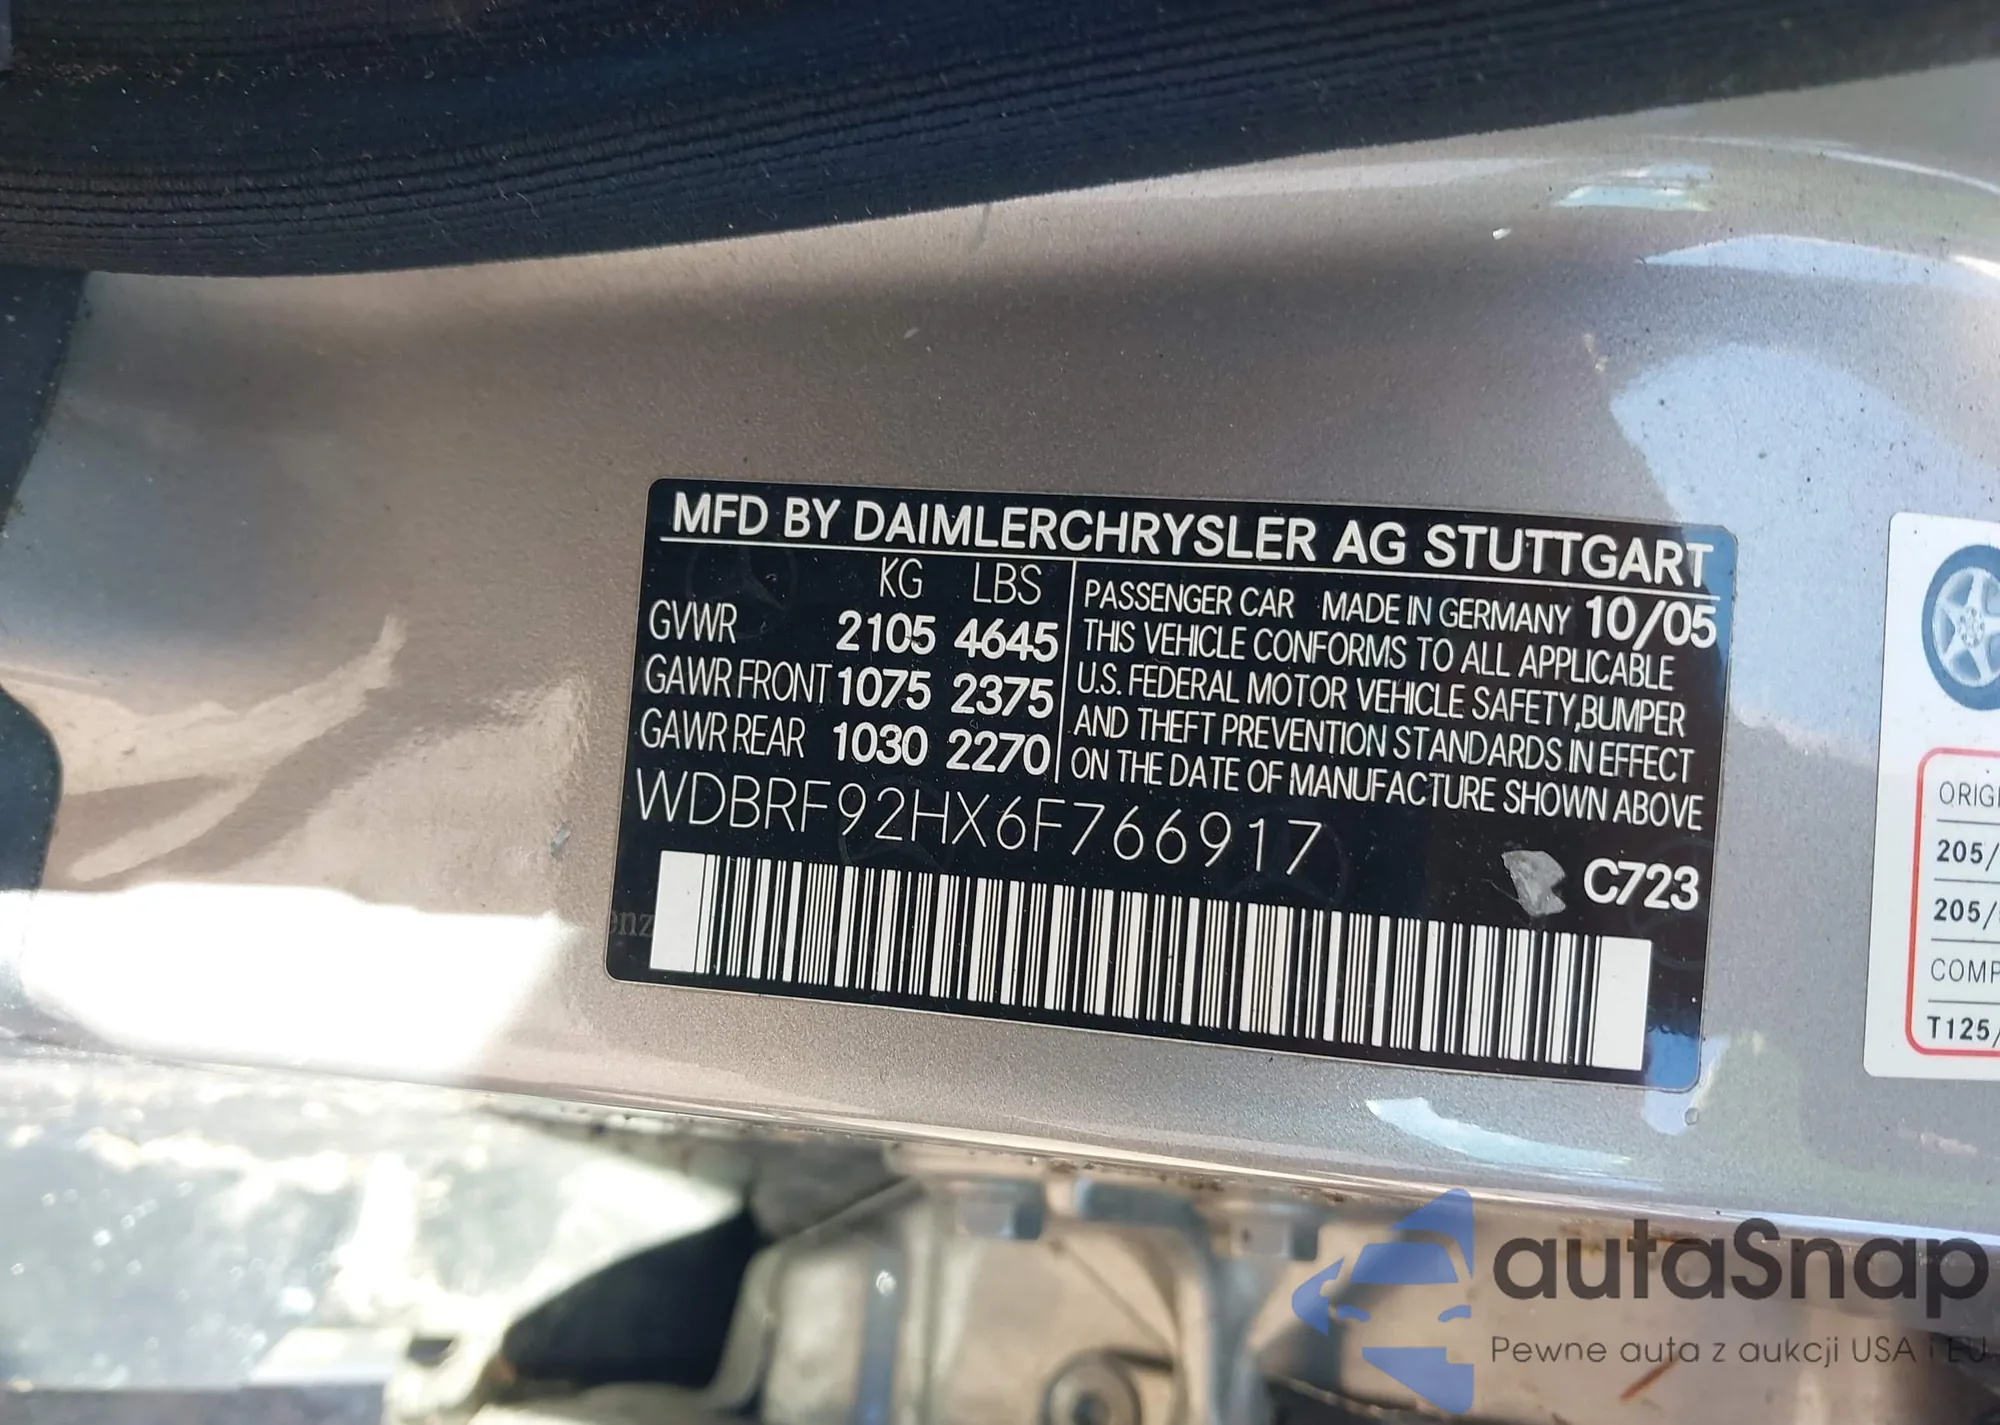 MFD BY DAIMLERCHRYSLER AG STUTTGART
KG LBS
GVWR 2105 4645
GAWR FRONT 1075 2375
GAWR REAR 1030 2270
PASSENGER CAR MADE IN GERMANY 10/05
THIS VEHICLE CONFORMS TO ALL APPLICABLE
U.S. FEDERAL MOTOR VEHICLE SAFETY, BUMPER
AND THEFT PREVENTION STANDARDS IN EFFECT
ON THE DATE OF MANUFACTURE SHOWN ABOVE
WDBRF92HX6F766917
C723
enz
ORIG
205/
205/
COMP
T125/
autaSnap
Pewne auta z aukcji USA i EU